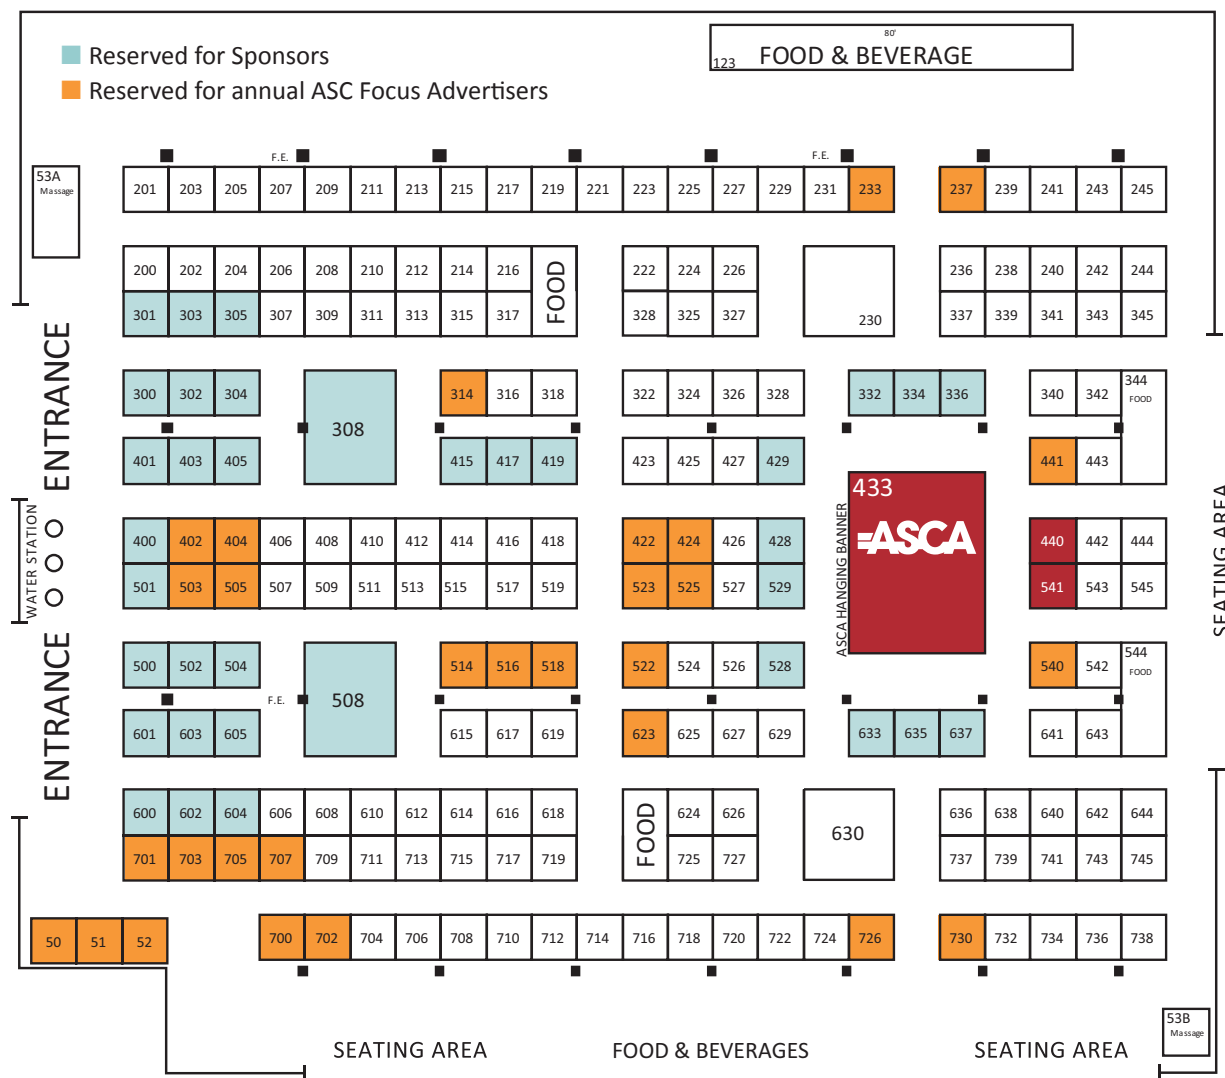 80'
123 FOOD & BEVERAGE
Reserved for Sponsors
Reserved for annual ASC Focus Advertisers
F.E. F.E.
53A
Massage
201 203 205 207 209 211 213 215 217 219 221 223 225 227 229 231 233 237 239 241 243 245
200 202 204 206 208 210 212 214 216 FOOD 222 224 226 236 238 240 242 244
301 303 305 307 309 311 313 315 317 328 325 327 230 337 339 341 343 345
ENTRANCE
300 302 304 308 314 316 318 322 324 326 328 332 334 336 340 342 344
FOOD
401 403 405 415 417 419 423 425 427 429 441 443
433
ASCA
ASCA HANGING BANNER
WATER STATION
SEATING AREA
400 402 404 406 408 410 412 414 416 418 422 424 426 428 440 442 444
501 503 505 507 509 511 513 515 517 519 523 525 527 529 541 543 545
ENTRANCE
500 502 504 508 514 516 518 522 524 526 528 540 542 544
FOOD
F.E.
601 603 605 615 617 619 623 625 627 629 633 635 637 641 643
600 602 604 606 608 610 612 614 616 618 FOOD 624 626 630 636 638 640 642 644
701 703 705 707 709 711 713 715 717 719 725 727 737 739 741 743 745
50 51 52 700 702 704 706 708 710 712 714 716 718 720 722 724 726 730 732 734 736 738
53B
Massage
SEATING AREA FOOD & BEVERAGES SEATING AREA